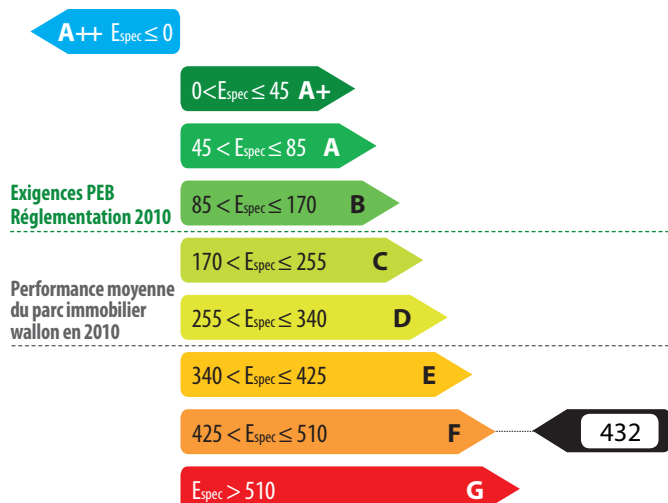 A++ Espec ≤ 0
0<Espec ≤ 45 A+
45 < Espec ≤ 85 A
Exigences PEB
Réglementation 2010
85 < Espec ≤ 170 B
170 < Espec ≤ 255 C
Performance moyenne
du parc immobilier
wallon en 2010
255 < Espec ≤ 340 D
340 < Espec ≤ 425 E
425 < Espec ≤ 510 F
432
Espec > 510 G